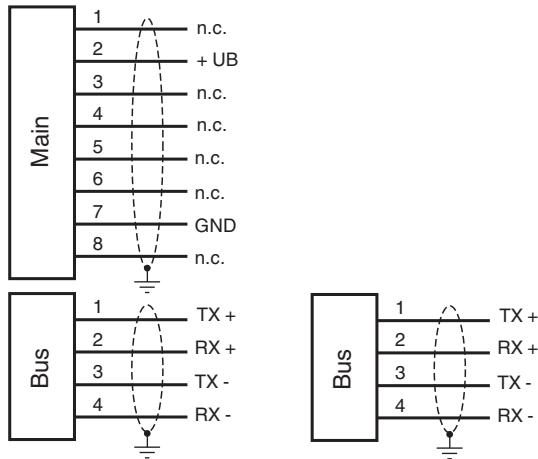 Main
1 n.c.
2 + UB
3 n.c.
4 n.c.
5 n.c.
6 n.c.
7 GND
8 n.c.
Bus
1 TX +
2 RX +
3 TX -
4 RX -
Bus
1 TX +
2 RX +
3 TX -
4 RX -